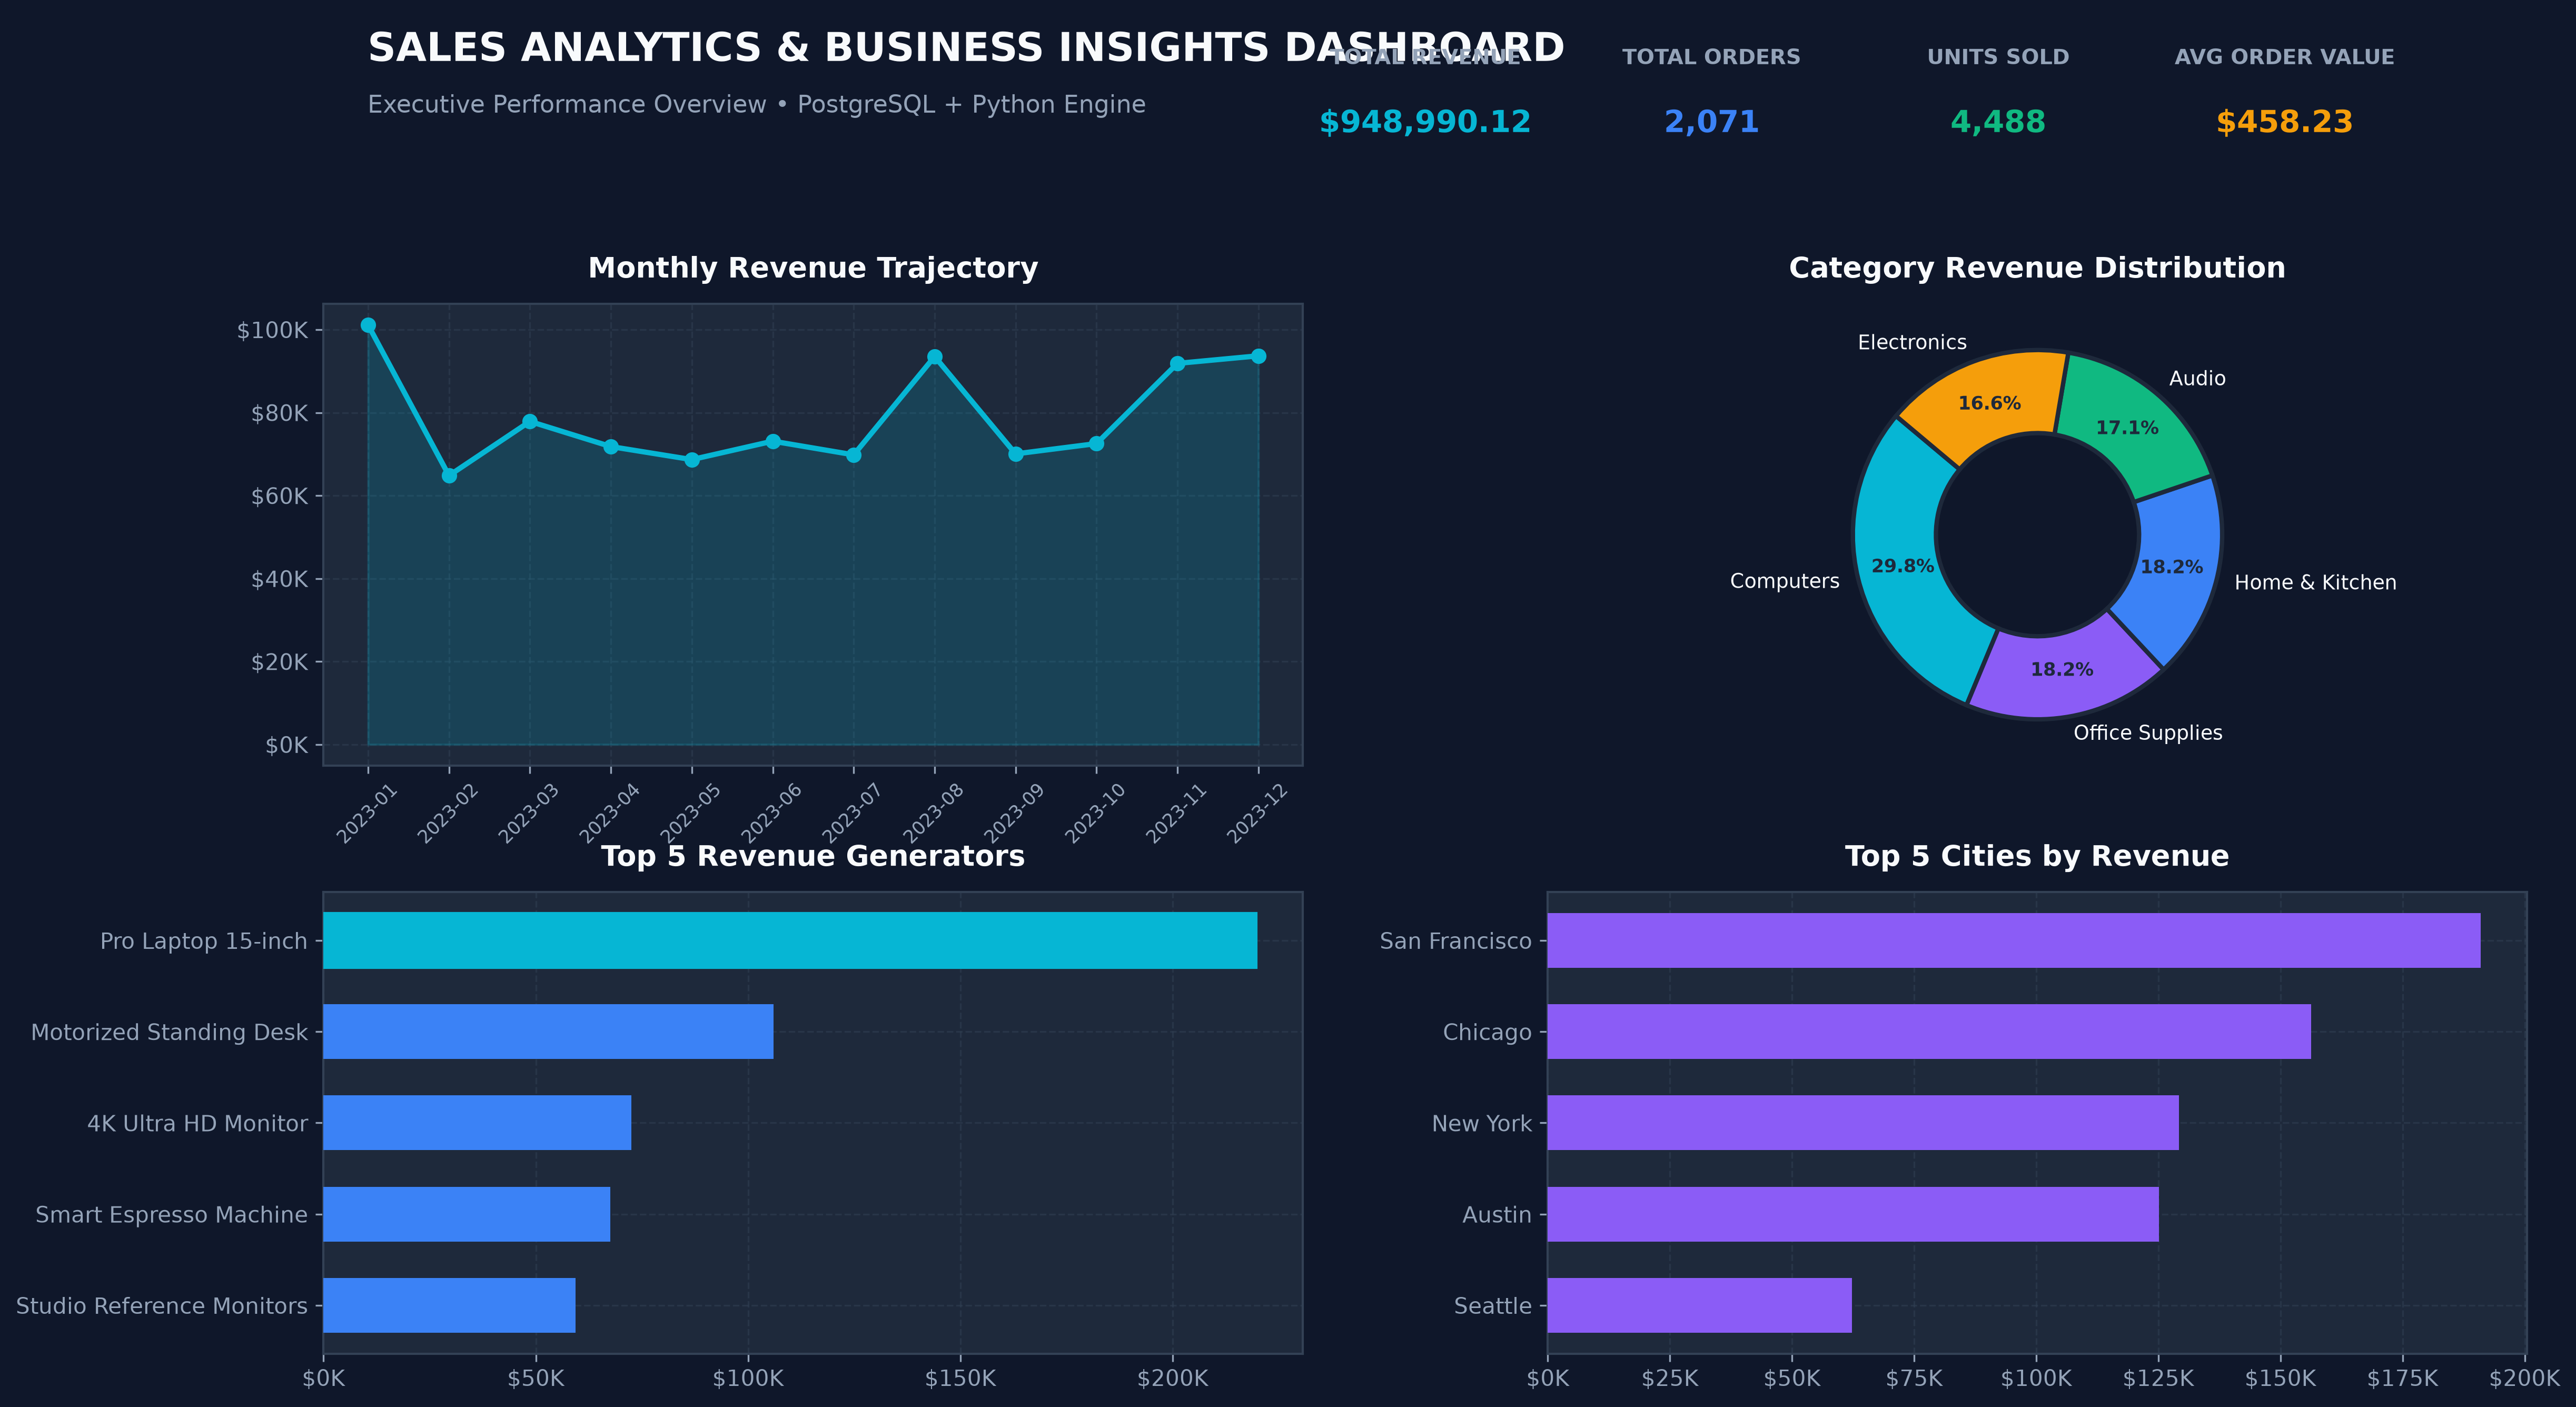 SALES ANALYTICS & BUSINESS INSIGHTS DASHBOARD
Executive Performance Overview • PostgreSQL + Python Engine
TOTAL REVENUE
$948,990.12
TOTAL ORDERS
2,071
UNITS SOLD
4,488
AVG ORDER VALUE
$458.23
Monthly Revenue Trajectory
$100K
$80K
$60K
$40K
$20K
$0K
2023-01
2023-02
2023-03
2023-04
2023-05
2023-06
2023-07
2023-08
2023-09
2023-10
2023-11
2023-12
Category Revenue Distribution
Electronics
16.6%
Audio
17.1%
Computers
29.8%
Home & Kitchen
18.2%
Office Supplies
18.2%
Top 5 Revenue Generators
Pro Laptop 15-inch
Motorized Standing Desk
4K Ultra HD Monitor
Smart Espresso Machine
Studio Reference Monitors
$0K
$50K
$100K
$150K
$200K
Top 5 Cities by Revenue
San Francisco
Chicago
New York
Austin
Seattle
$0K
$25K
$50K
$75K
$100K
$125K
$150K
$175K
$200K